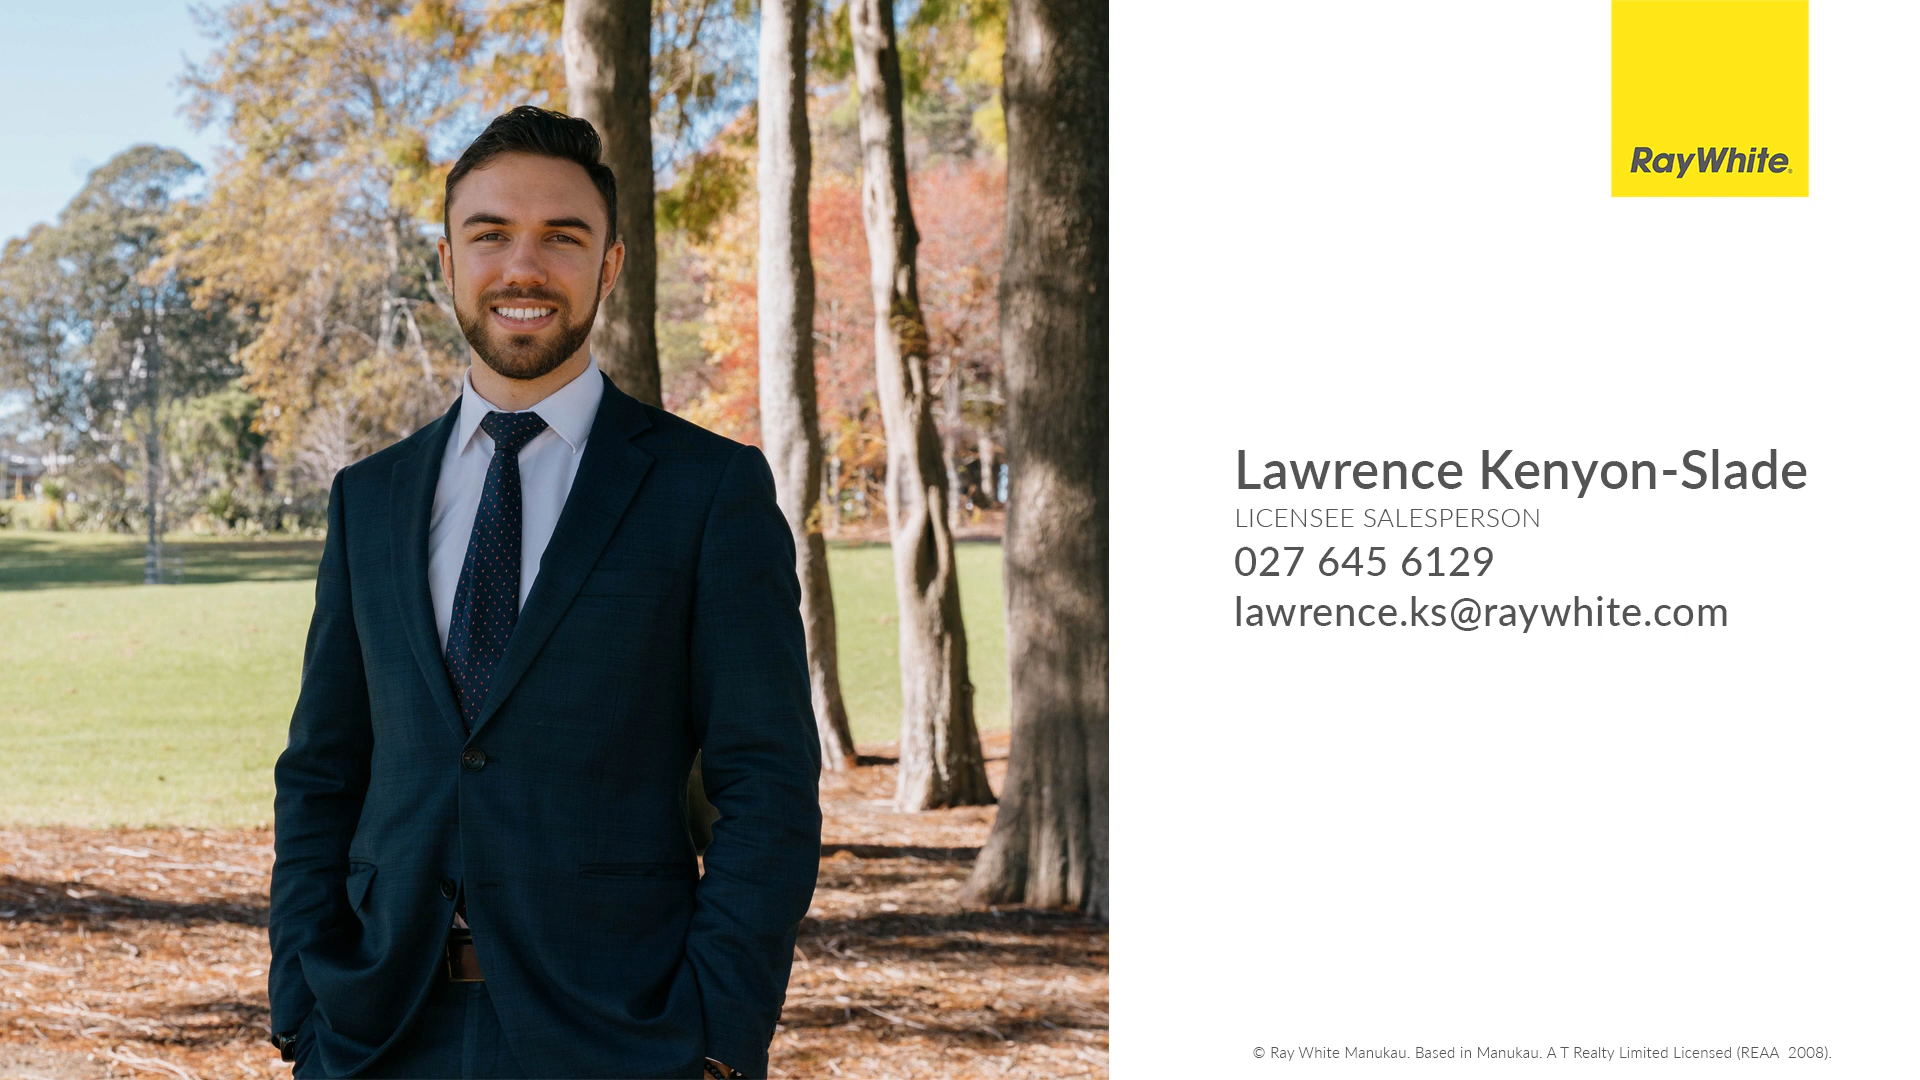 RayWhite.
Lawrence Kenyon-Slade
LICENSEE SALESPERSON
027 645 6129
lawrence.ks@raywhite.com
© Ray White Manukau. Based in Manukau. A T Realty Limited Licensed (REAA 2008).